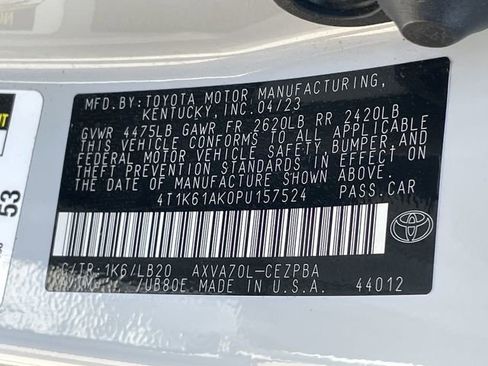 MFD.BY:TOYOTA MOTOR MANUFACTURING,
KENTUCKY, INC.04/23
GVWR 4475LB GAWR FR 2620LB RR 2420LB
THIS VEHICLE CONFORMS TO ALL APPLICABLE
FEDERAL MOTOR VEHICLE SAFETY,BUMPER,AND
THEFT PREVENTION STANDARDS IN EFFECT ON
THE DATE OF MANUFACTURE SHOWN ABOVE.
4T1K61AK0PU157524 PASS.CAR
C/TR:1K6/LB20 AXVA70L-CEZPBA
/UB80E MADE IN U.S.A. 44012
53